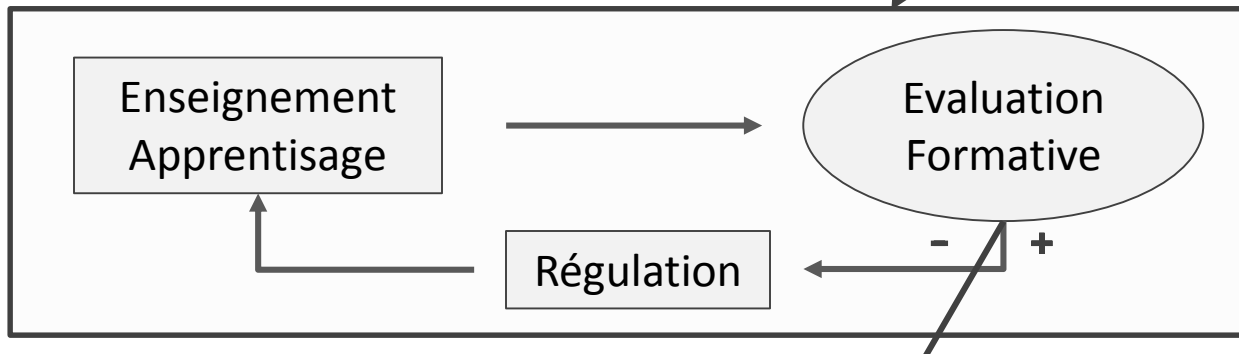 Enseignement
Apprentisage
Evaluation
Formative
- +
Régulation